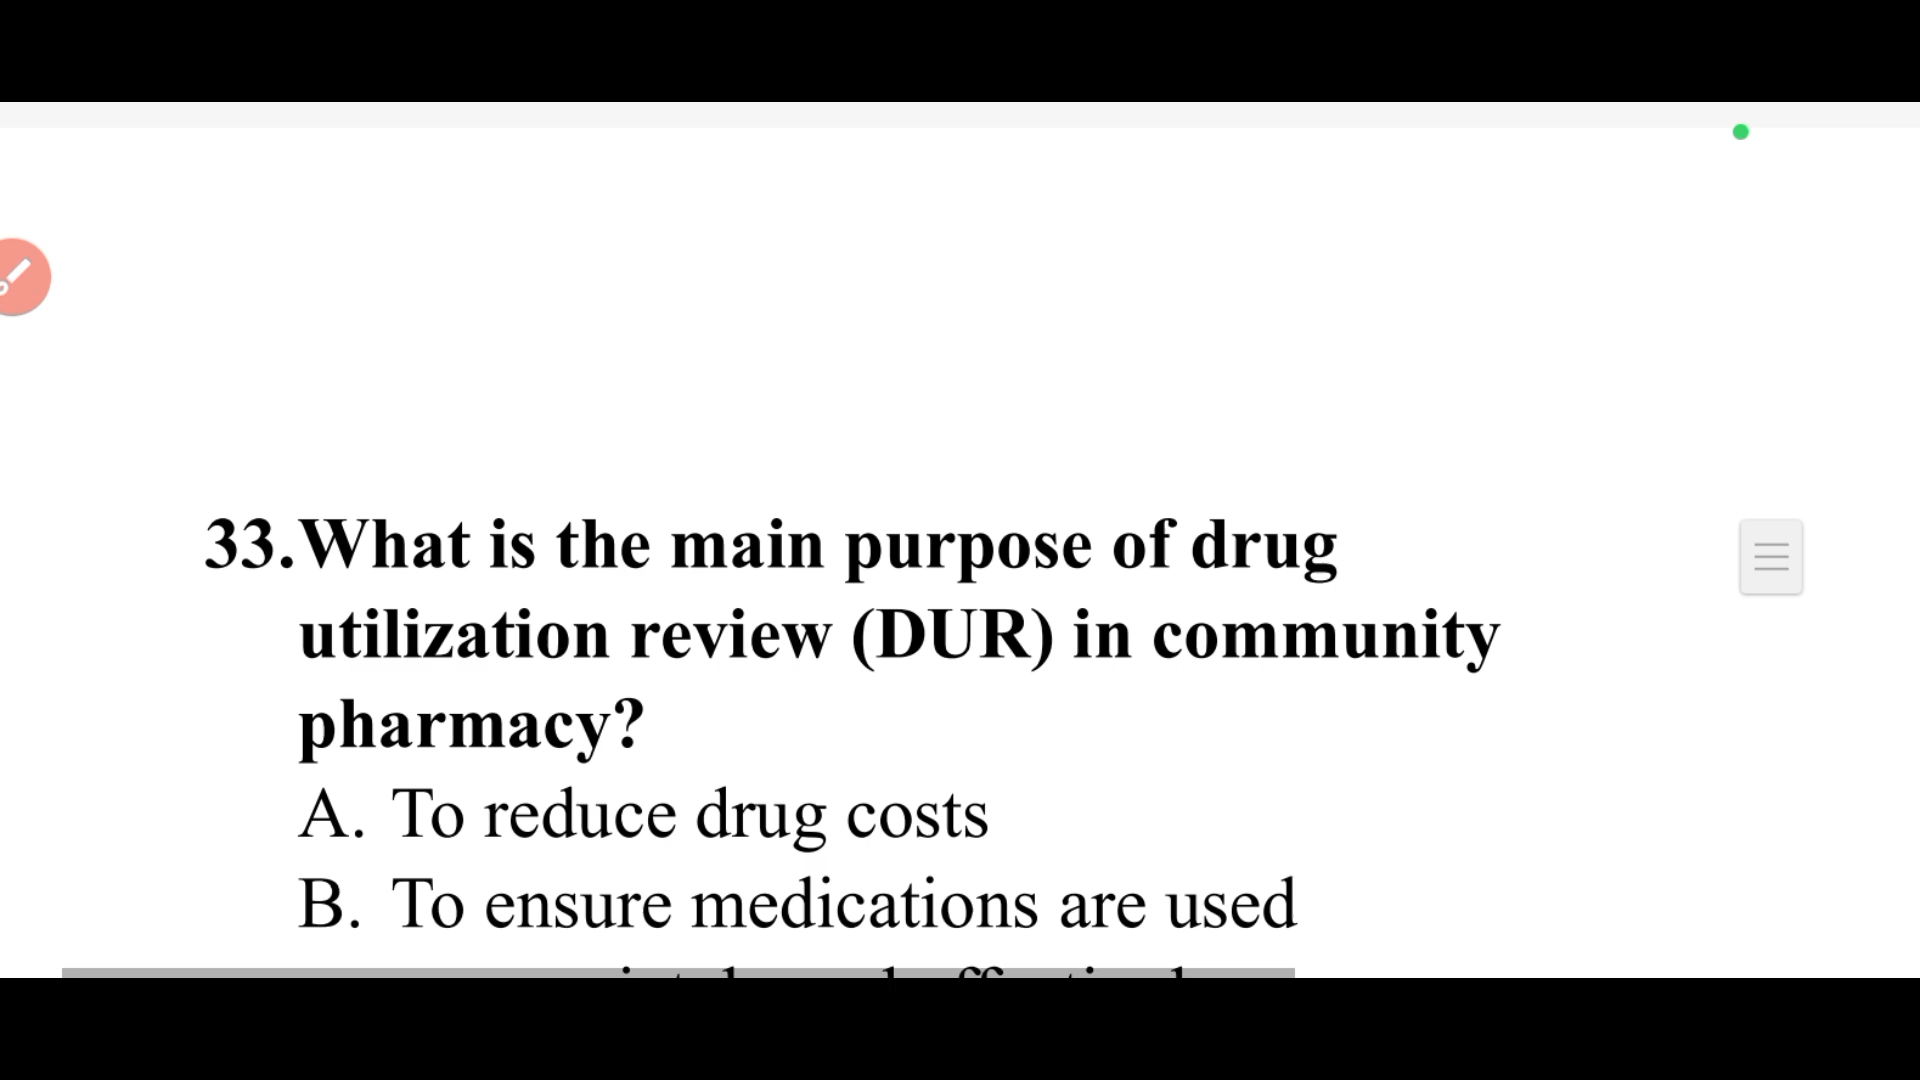 33.What is the main purpose of drug
utilization review (DUR) in community
pharmacy?
A. To reduce drug costs
B. To ensure medications are used